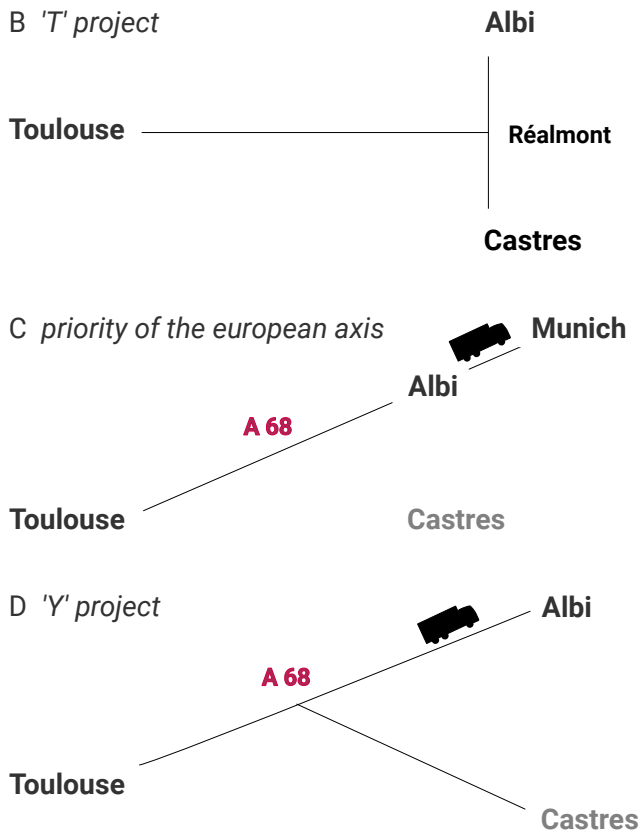 B 'T' project
Albi
Toulouse
Réalmont
Castres
C priority of the european axis
Munich
Albi
A 68
Toulouse
Castres
D 'Y' project
Albi
A 68
Toulouse
Castres